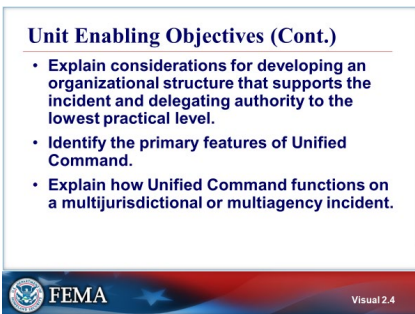 Unit Enabling Objectives (Cont.)
• Explain considerations for developing an
organizational structure that supports the
incident and delegating authority to the
lowest practical level.
• Identify the primary features of Unified
Command.
• Explain how Unified Command functions on
a multijurisdictional or multiagency incident.
FEMA
Visual 2.4